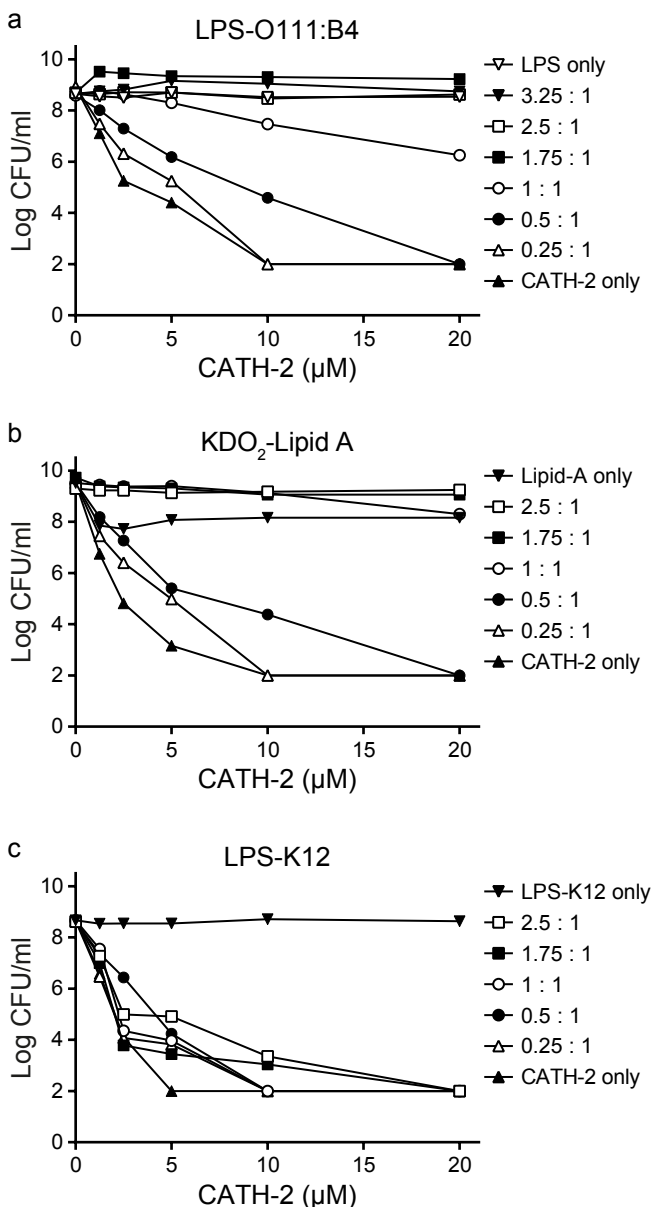 a
LPS-O111:B4
10
8
6
4
2
0
Log CFU/ml
0 5 10 15 20
CATH-2 (µM)
LPS only
3.25 : 1
2.5 : 1
1.75 : 1
1 : 1
0.5 : 1
0.25 : 1
CATH-2 only
b
KDO₂-Lipid A
10
8
6
4
2
0
Log CFU/ml
0 5 10 15 20
CATH-2 (µM)
Lipid-A only
2.5 : 1
1.75 : 1
1 : 1
0.5 : 1
0.25 : 1
CATH-2 only
c
LPS-K12
10
8
6
4
2
0
Log CFU/ml
0 5 10 15 20
CATH-2 (µM)
LPS-K12 only
2.5 : 1
1.75 : 1
1 : 1
0.5 : 1
0.25 : 1
CATH-2 only